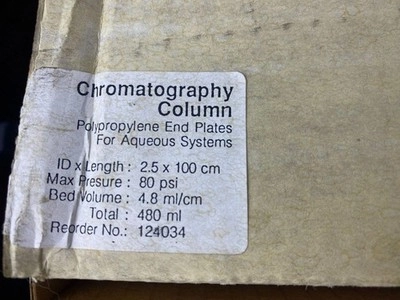 Chromatography
Column
Polypropylene End Plates
For Aqueous Systems
ID x Length : 2.5 x 100 cm
Max Presure : 80 psi
Bed Volume : 4.8 ml/cm
Total : 480 ml
Reorder No.: 124034